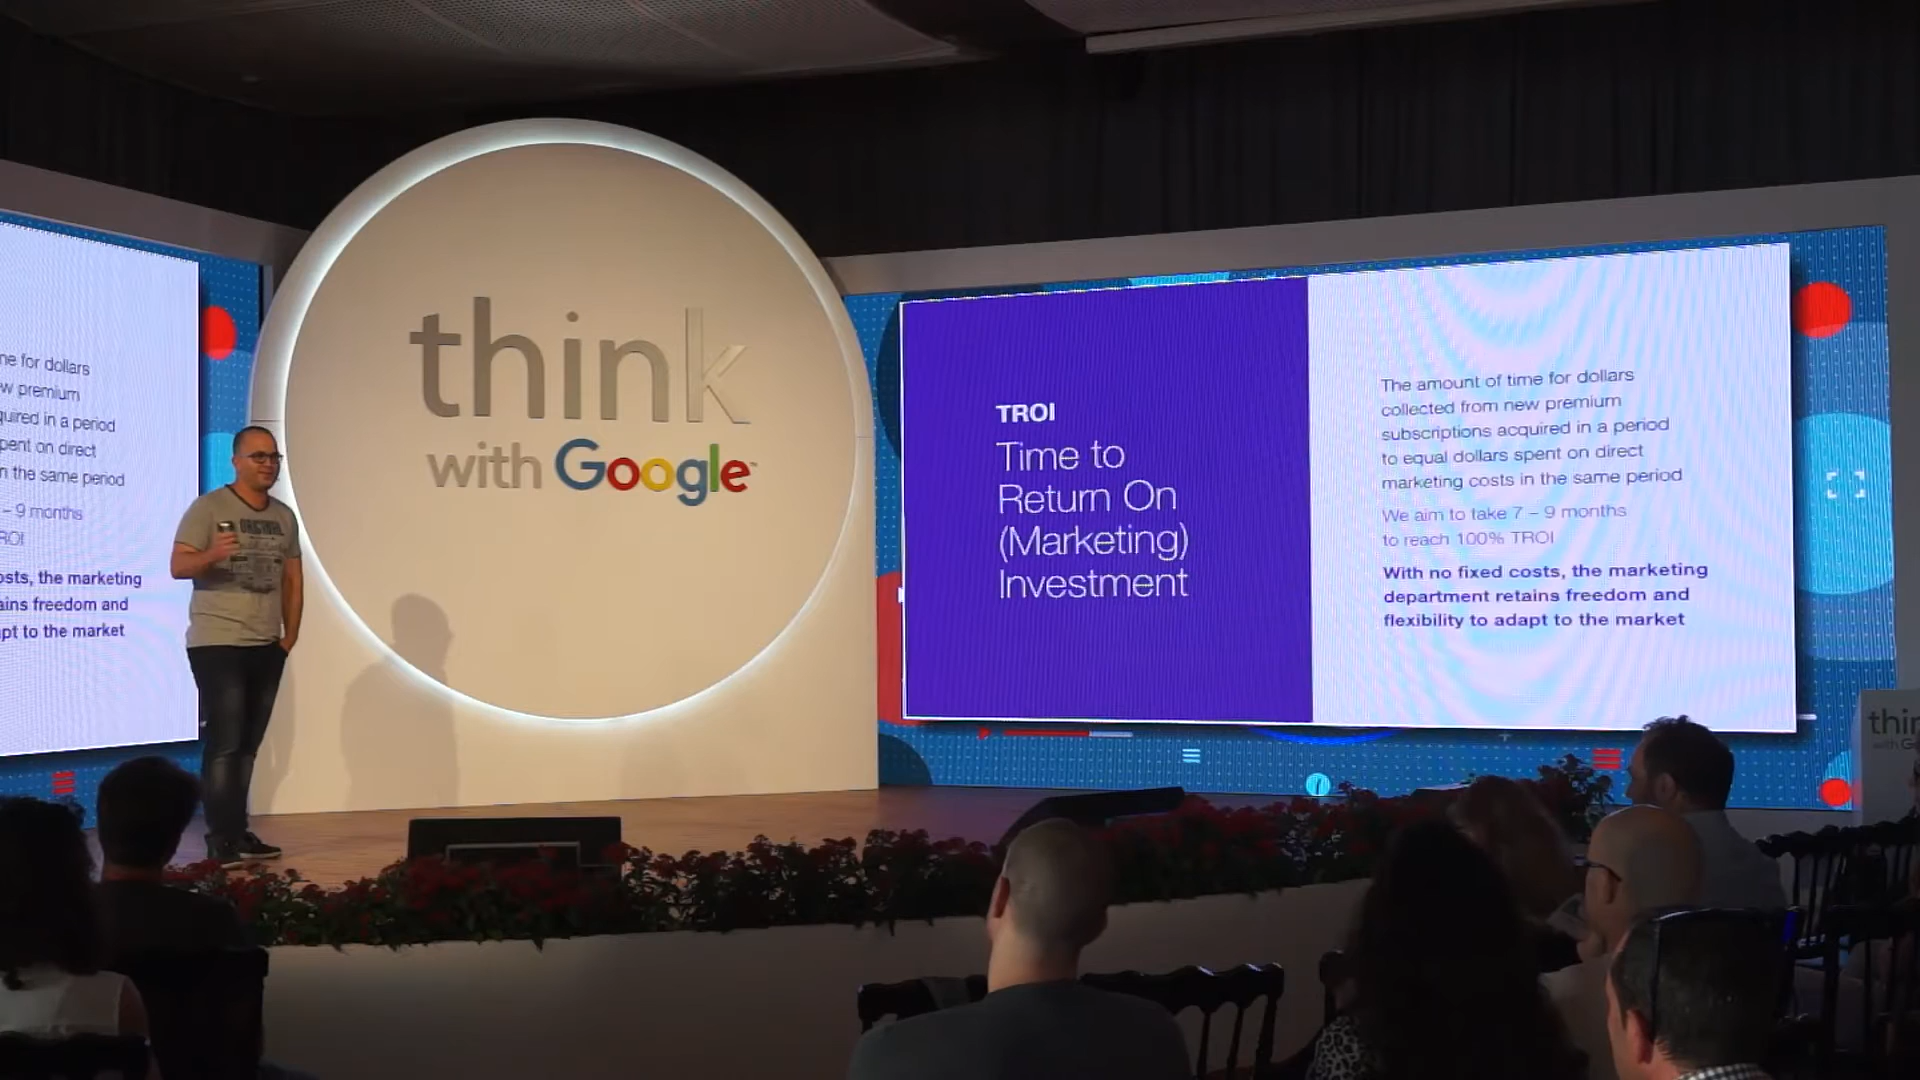 ne for dollars
w premium
quired in a period
pent on direct
n the same period
– 9 months
ROI
osts, the marketing
ains freedom and
pt to the market
ORIGINAL
think
with Google
TROI
Time to
Return On
(Marketing)
Investment
The amount of time for dollars
collected from new premium
subscriptions acquired in a period
to equal dollars spent on direct
marketing costs in the same period
We aim to take 7 – 9 months
to reach 100% TROI
With no fixed costs, the marketing
department retains freedom and
flexibility to adapt to the market
thin
with G